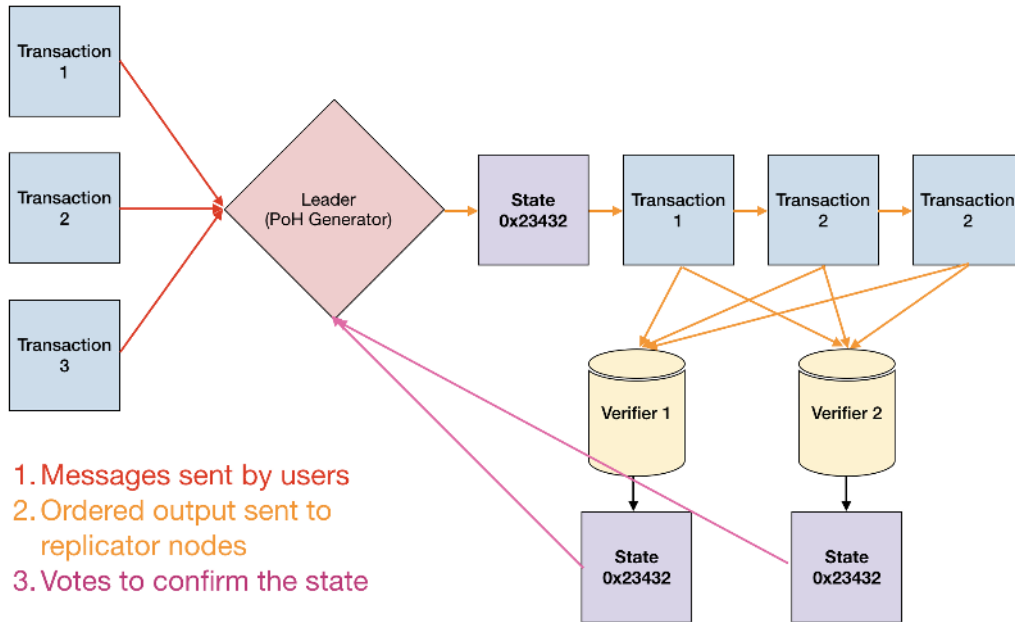 Transaction
1
Transaction
2
Transaction
3
Leader
(PoH Generator)
State
0x23432
Transaction
1
Transaction
2
Transaction
2
Verifier 1
Verifier 2
State
0x23432
State
0x23432
1. Messages sent by users
2. Ordered output sent to
replicator nodes
3. Votes to confirm the state